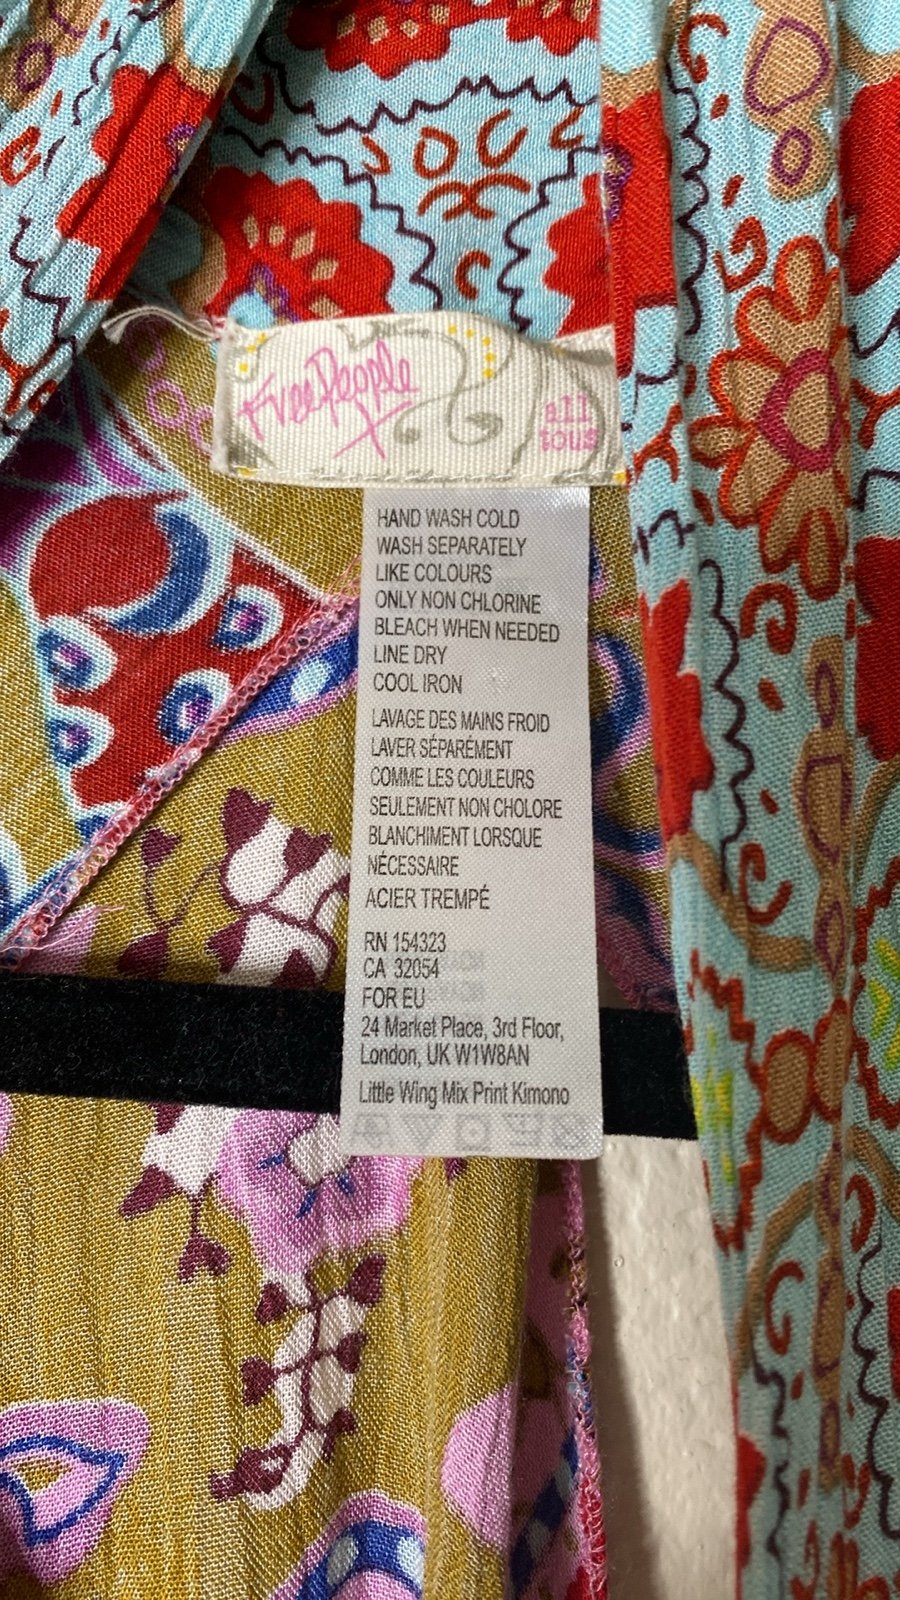 Free People
X
all
tous
HAND WASH COLD
WASH SEPARATELY
LIKE COLOURS
ONLY NON CHLORINE
BLEACH WHEN NEEDED
LINE DRY
COOL IRON
LAVAGE DES MAINS FROID
LAVER SÉPARÉMENT
COMME LES COULEURS
SEULEMENT NON CHOLORE
BLANCHIMENT LORSQUE
NÉCESSAIRE
ACIER TREMPÉ
RN 154323
CA 32054
FOR EU
24 Market Place, 3rd Floor,
London, UK W1W8AN
Little Wing Mix Print Kimono